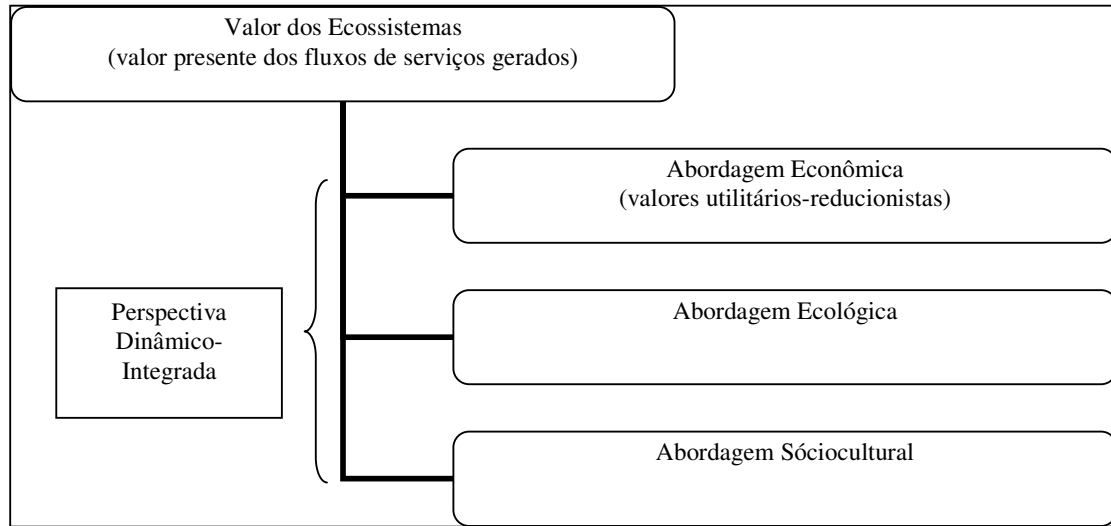 Valor dos Ecossistemas
(valor presente dos fluxos de serviços gerados)
Abordagem Econômica
(valores utilitários-reducionistas)
Perspectiva
Dinâmico-
Integrada
Abordagem Ecológica
Abordagem Sóciocultural